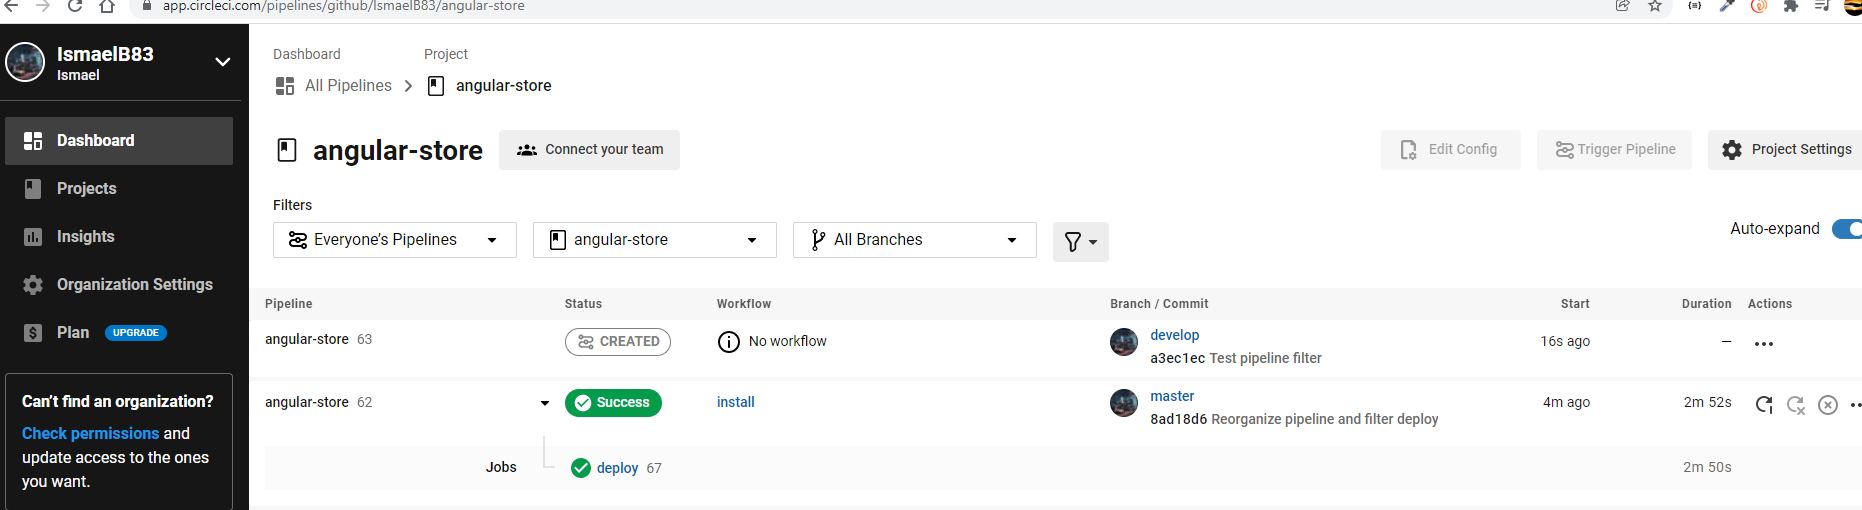 app.circleci.com/pipelines/github/IsmaelB83/angular-store
IsmaelB83
Ismael
Dashboard
Projects
Insights
Organization Settings
Plan UPGRADE
Can't find an organization?
Check permissions and
update access to the ones
you want.
Dashboard Project
All Pipelines angular-store
angular-store Connect your team Edit Config Trigger Pipeline Project Settings
Filters
Everyone's Pipelines angular-store All Branches Auto-expand
Pipeline Status Workflow Branch / Commit Start Duration Actions
angular-store 63 CREATED No workflow develop 16s ago –
a3ec1ec Test pipeline filter
angular-store 62 Success install master 4m ago 2m 52s
8ad18d6 Reorganize pipeline and filter deploy
Jobs deploy 67 2m 50s